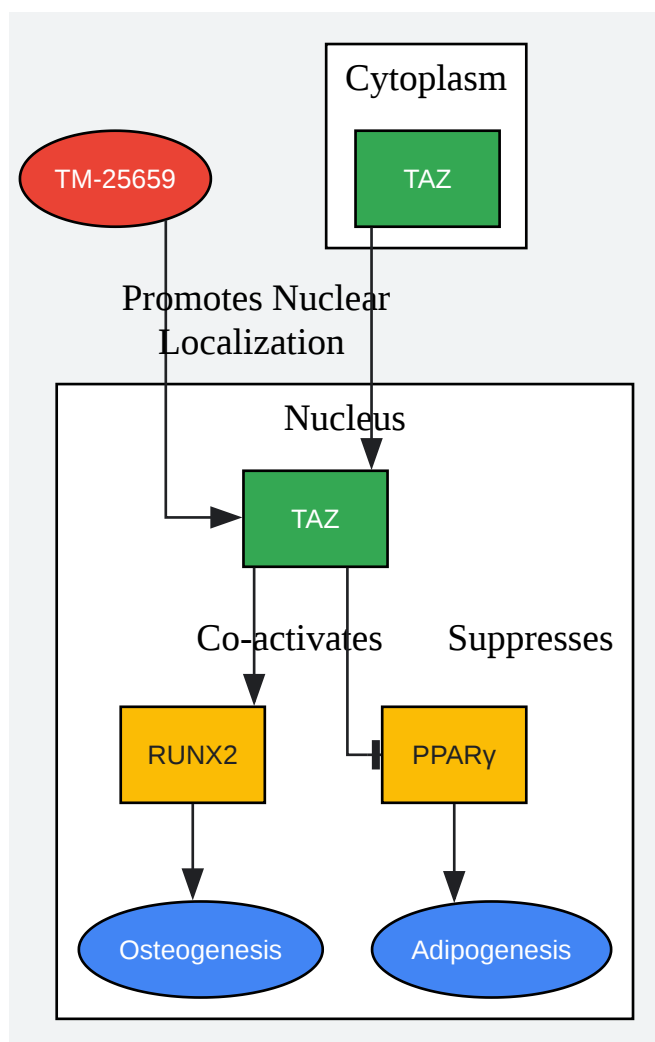 Cytoplasm
TM-25659
TAZ
Promotes Nuclear
Localization
Nucleus
TAZ
Co-activates
Suppresses
RUNX2
PPARγ
Osteogenesis
Adipogenesis